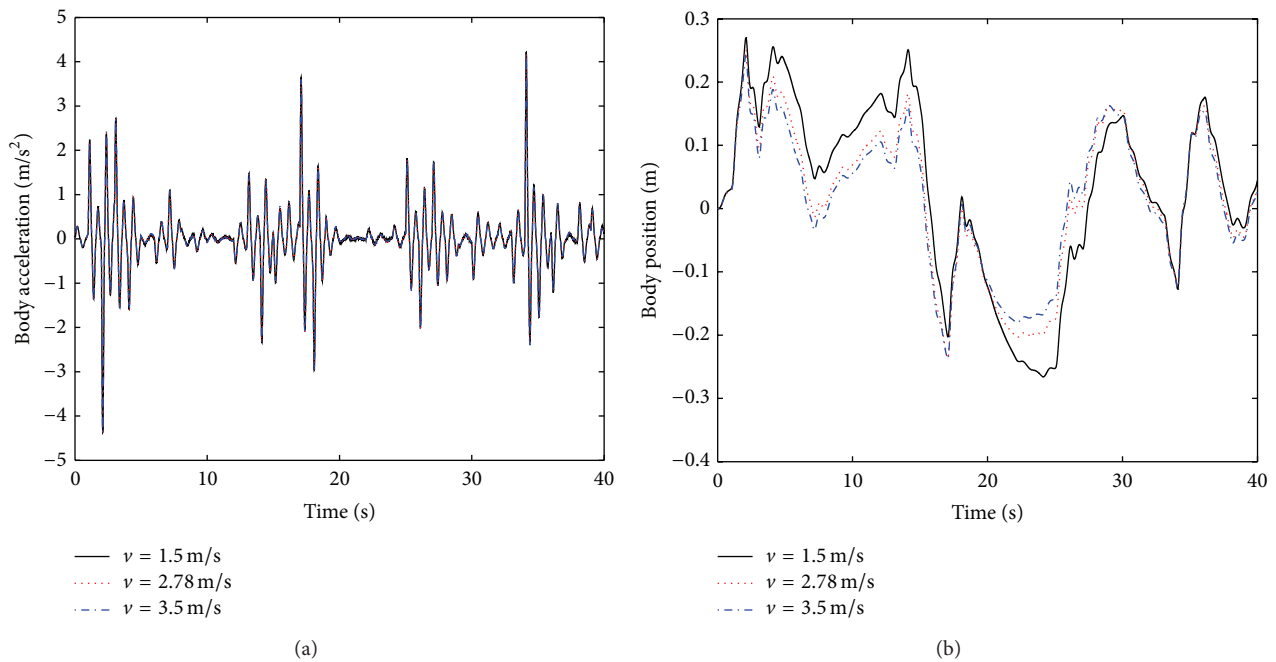 5
4
3
2
1
0
−1
−2
−3
−4
−5
Body acceleration (m/s²)
0 10 20 30 40
Time (s)
ν = 1.5 m/s
ν = 2.78 m/s
ν = 3.5 m/s
(a)
0.3
0.2
0.1
0
−0.1
−0.2
−0.3
−0.4
Body position (m)
0 10 20 30 40
Time (s)
ν = 1.5 m/s
ν = 2.78 m/s
ν = 3.5 m/s
(b)